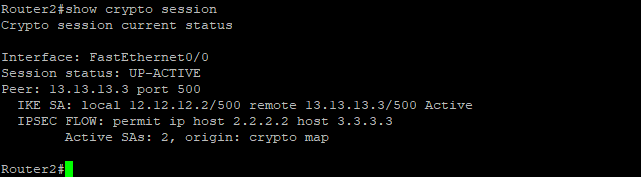 Router2#show crypto session
Crypto session current status
Interface: FastEthernet0/0
Session status: UP-ACTIVE
Peer: 13.13.13.3 port 500
IKE SA: local 12.12.12.2/500 remote 13.13.13.3/500 Active
IPSEC FLOW: permit ip host 2.2.2.2 host 3.3.3.3
Active SAs: 2, origin: crypto map
Router2#